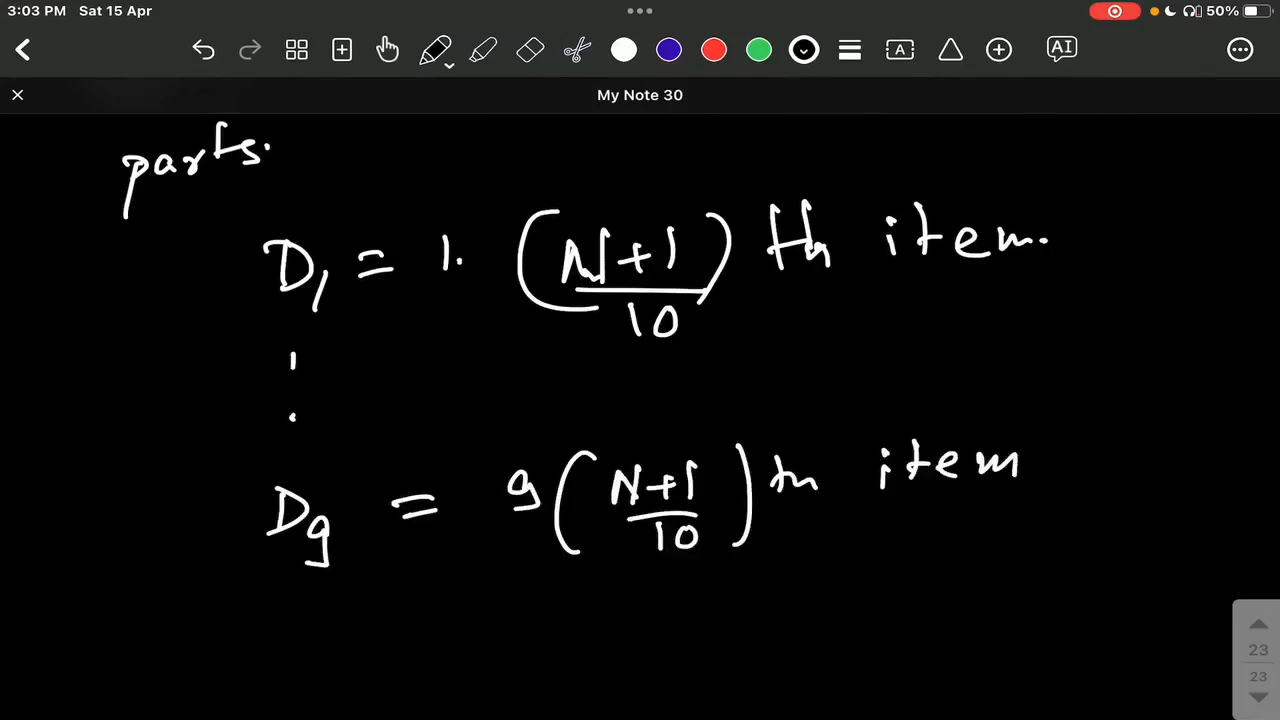 3:03 PM Sat 15 Apr 50%
A AI
My Note 30
parts.
D₁ = 1. (N+1/10) th item.
D₉ = 9 (N+1/10) th item
23
23